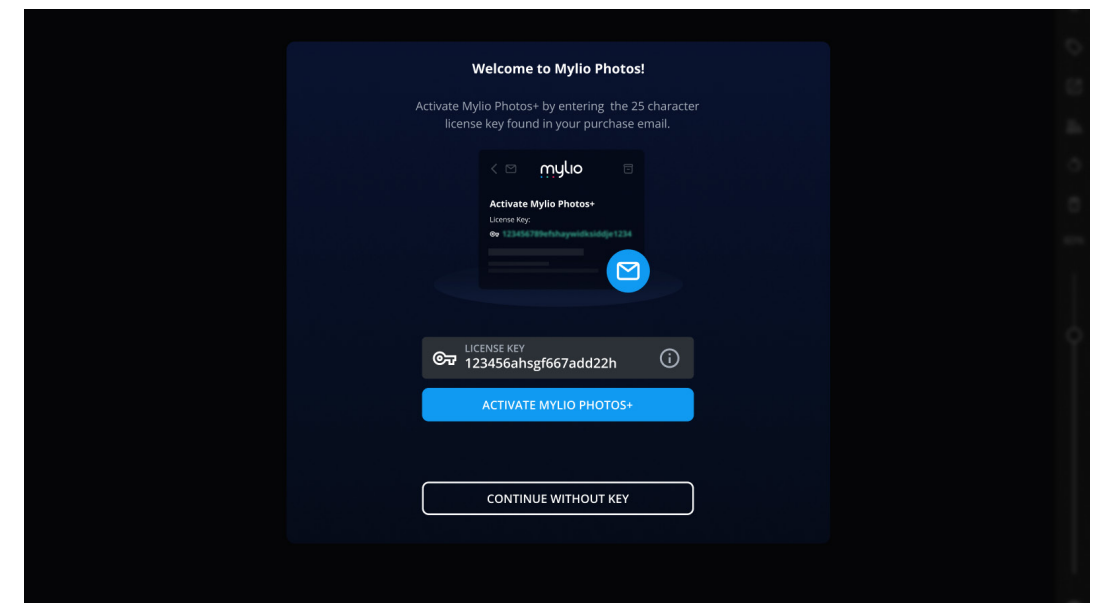 Welcome to Mylio Photos!
Activate Mylio Photos+ by entering the 25 character
license key found in your purchase email.
mylio
Activate Mylio Photos+
License Key:
LICENSE KEY
123456ahsgf667add22h
ACTIVATE MYLIO PHOTOS+
CONTINUE WITHOUT KEY